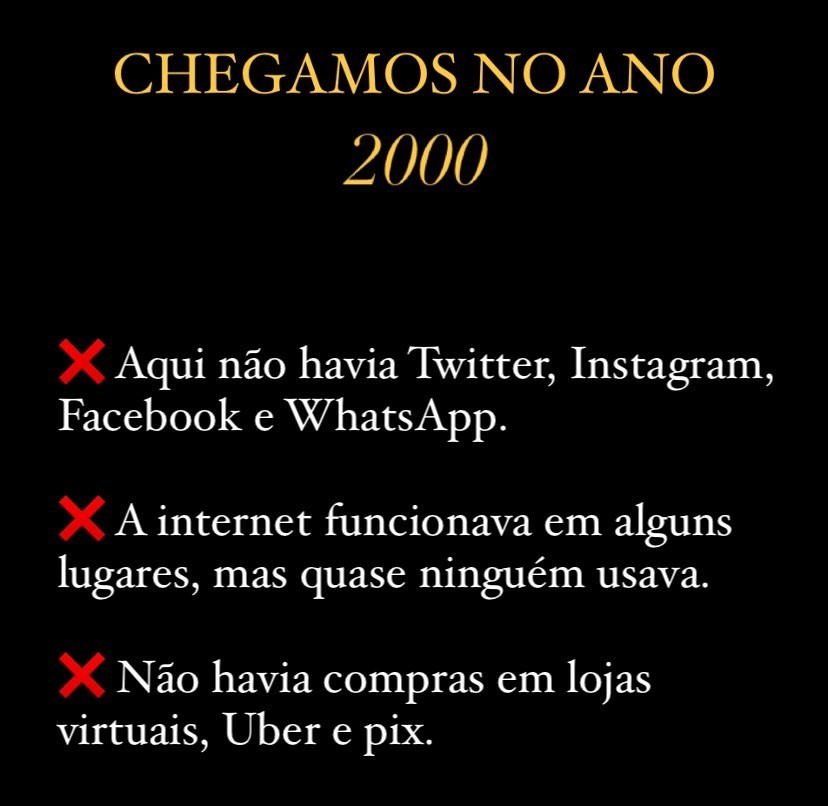 CHEGAMOS NO ANO
2000
❌ Aqui não havia Twitter, Instagram,
Facebook e WhatsApp.
❌ A internet funcionava em alguns
lugares, mas quase ninguém usava.
❌ Não havia compras em lojas
virtuais, Uber e pix.